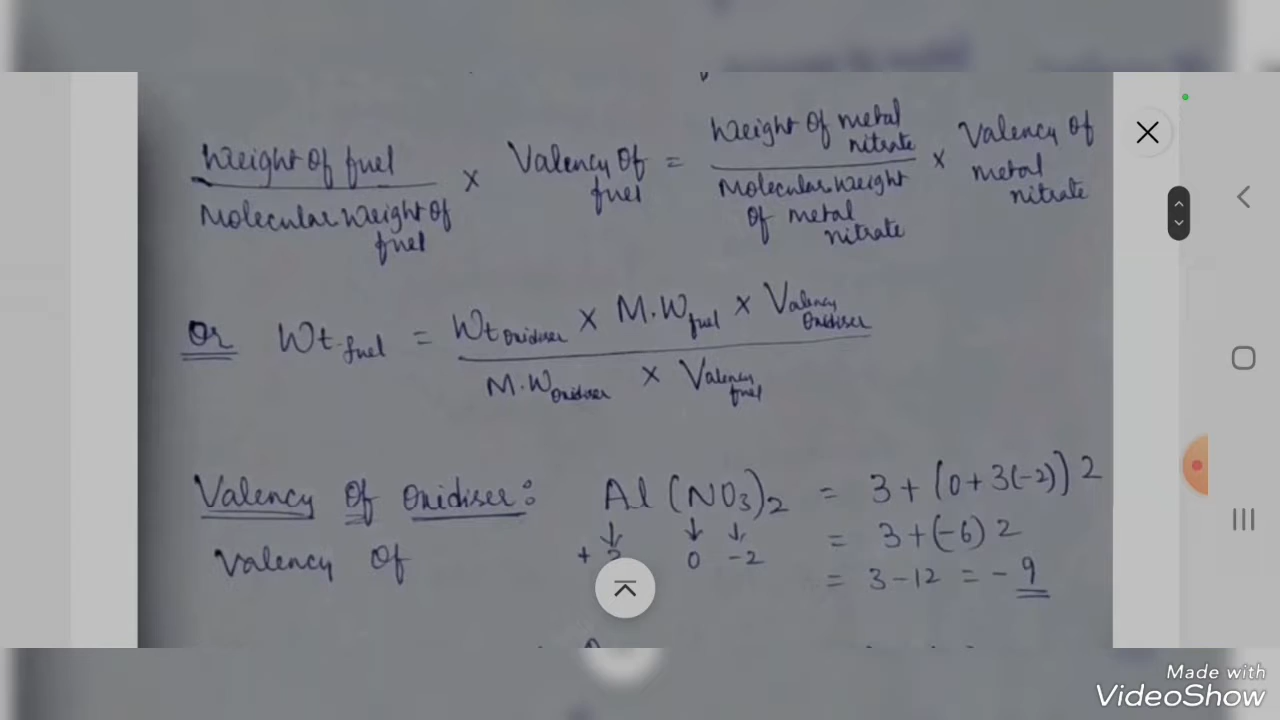 Weight of fuel / Molecular Weight of fuel × Valency of fuel = Weight of metal nitrate / Molecular Weight of metal nitrate × Valency of metal nitrate
Or Wt.fuel = Wt oxidiser × M.W fuel × Valency oxidiser / M.W oxidiser × Valency fuel
Valency of oxidiser: Al (NO3)2 = 3 + (0 + 3(-2)) 2
Valency of
+ 0 -2 = 3 + (-6) 2
= 3 - 12 = - 9
Made with
VideoShow